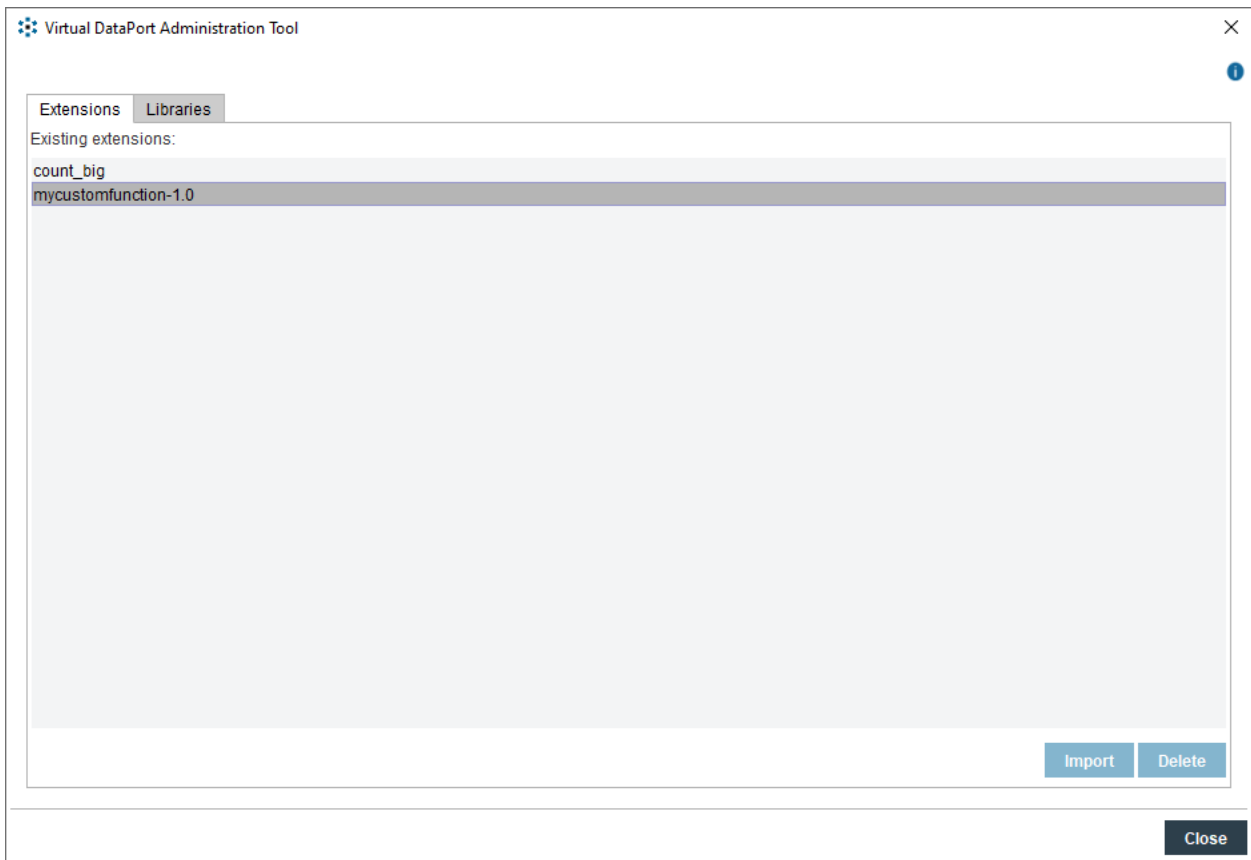 Virtual DataPort Administration Tool
Extensions Libraries
Existing extensions:
count_big
mycustomfunction-1.0
Import Delete
Close